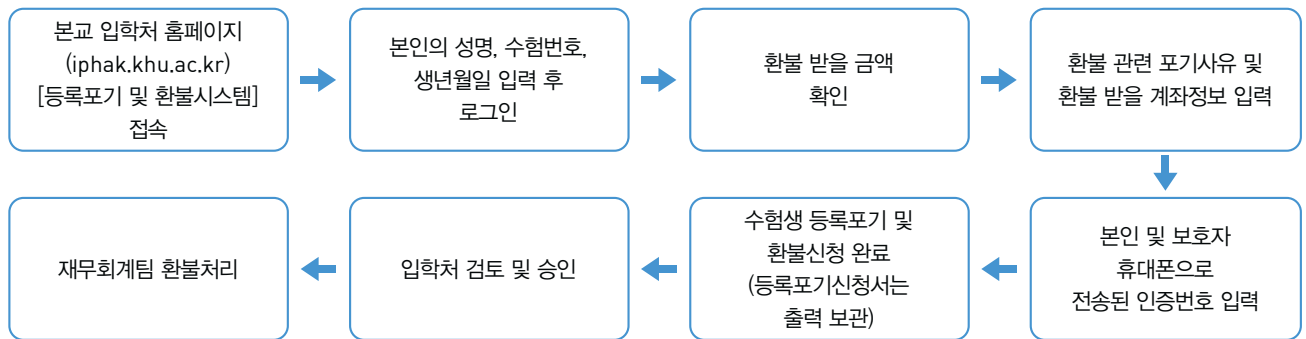 본교 입학처 홈페이지
(iphak.khu.ac.kr)
[등록포기 및 환불시스템]
접속
본인의 성명, 수험번호,
생년월일 입력 후
로그인
환불 받을 금액
확인
환불 관련 포기사유 및
환불 받을 계좌정보 입력
본인 및 보호자
휴대폰으로
전송된 인증번호 입력
수험생 등록포기 및
환불신청 완료
(등록포기신청서는
출력 보관)
입학처 검토 및 승인
재무회계팀 환불처리